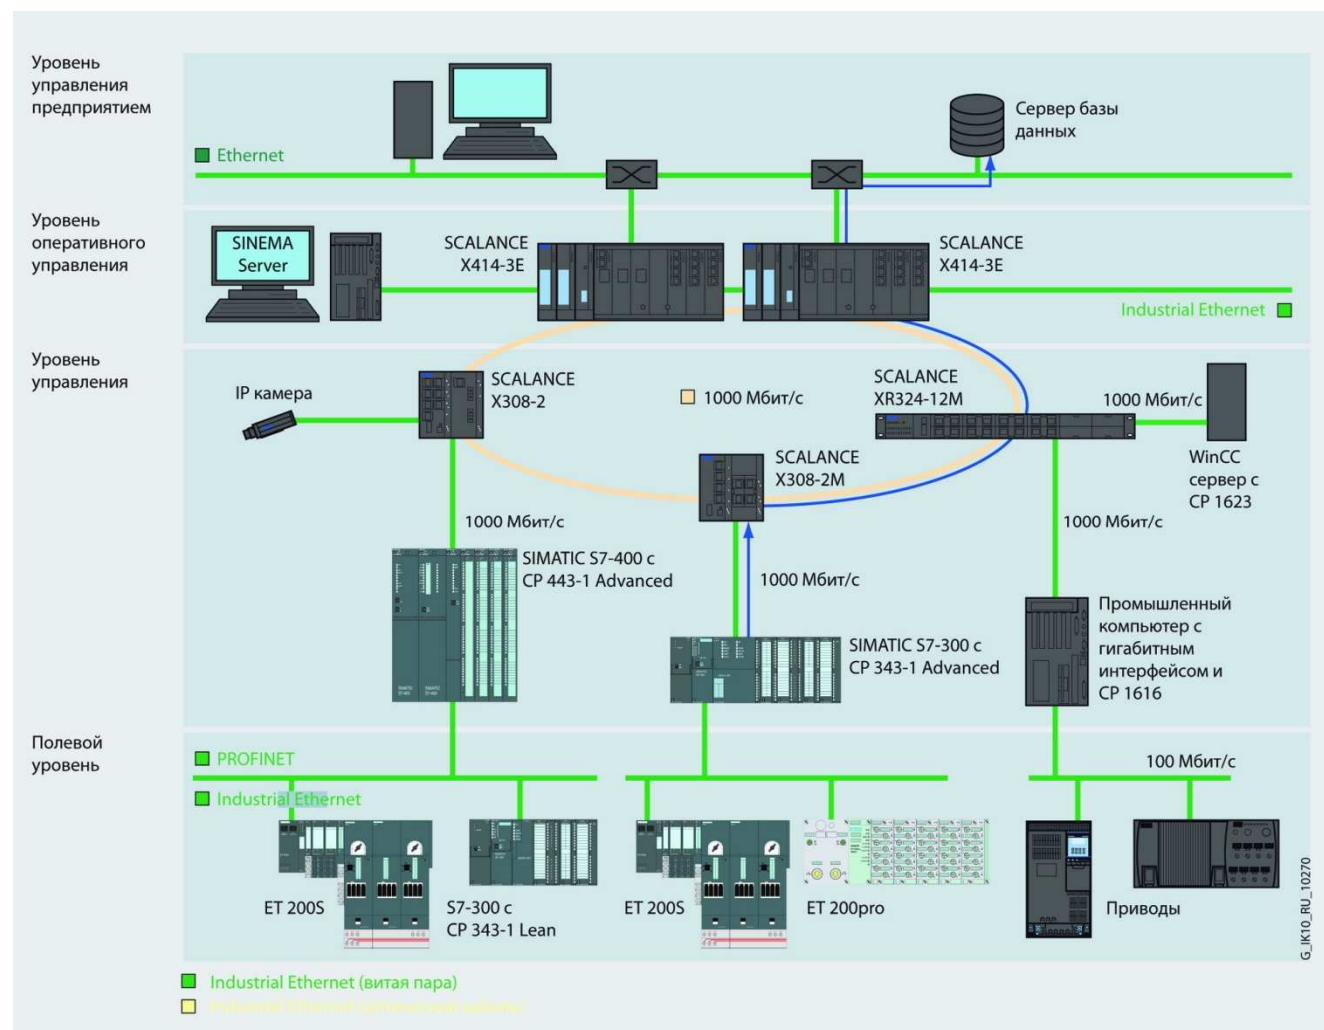 Уровень
управления
предприятием
Сервер базы
данных
Ethernet
Уровень
оперативного
управления
SINEMA
Server
SCALANCE
X414-3E
SCALANCE
X414-3E
Industrial Ethernet
Уровень
управления
IP камера
SCALANCE
X308-2
1000 Мбит/с
SCALANCE
XR324-12M
1000 Мбит/с
WinCC
сервер с
CP 1623
SCALANCE
X308-2M
1000 Мбит/с
1000 Мбит/с
SIMATIC S7-400 с
CP 443-1 Advanced
1000 Мбит/с
SIMATIC S7-300 с
CP 343-1 Advanced
Промышленный
компьютер с
гигабитным
интерфейсом и
CP 1616
Полевой
уровень
PROFINET
100 Мбит/с
Industrial Ethernet
ET 200S
S7-300 с
CP 343-1 Lean
ET 200S
ET 200pro
Приводы
G_IK10_RU_10270
Industrial Ethernet (витая пара)
Industrial Ethernet